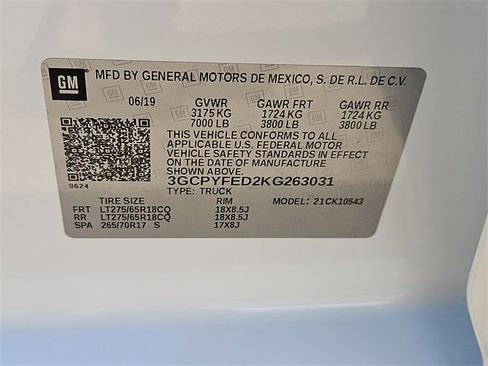 GM
MFD BY GENERAL MOTORS DE MEXICO, S. DE R.L. DE C.V.
06/19 GVWR GAWR FRT GAWR RR
3175 KG 1724 KG 1724 KG
7000 LB 3800 LB 3800 LB
THIS VEHICLE CONFORMS TO ALL
APPLICABLE U.S. FEDERAL MOTOR
VEHICLE SAFETY STANDARDS IN EFFECT
ON THE DATE OF MANUFACTURE
SHOWN ABOVE.
3GCPYFED2KG263031
8624 TYPE: TRUCK
TIRE SIZE RIM MODEL: 21CK10543
FRT LT275/65R18CQ 18X8.5J
RR LT275/65R18CQ 18X8.5J
SPA 265/70R17 S 17X8J